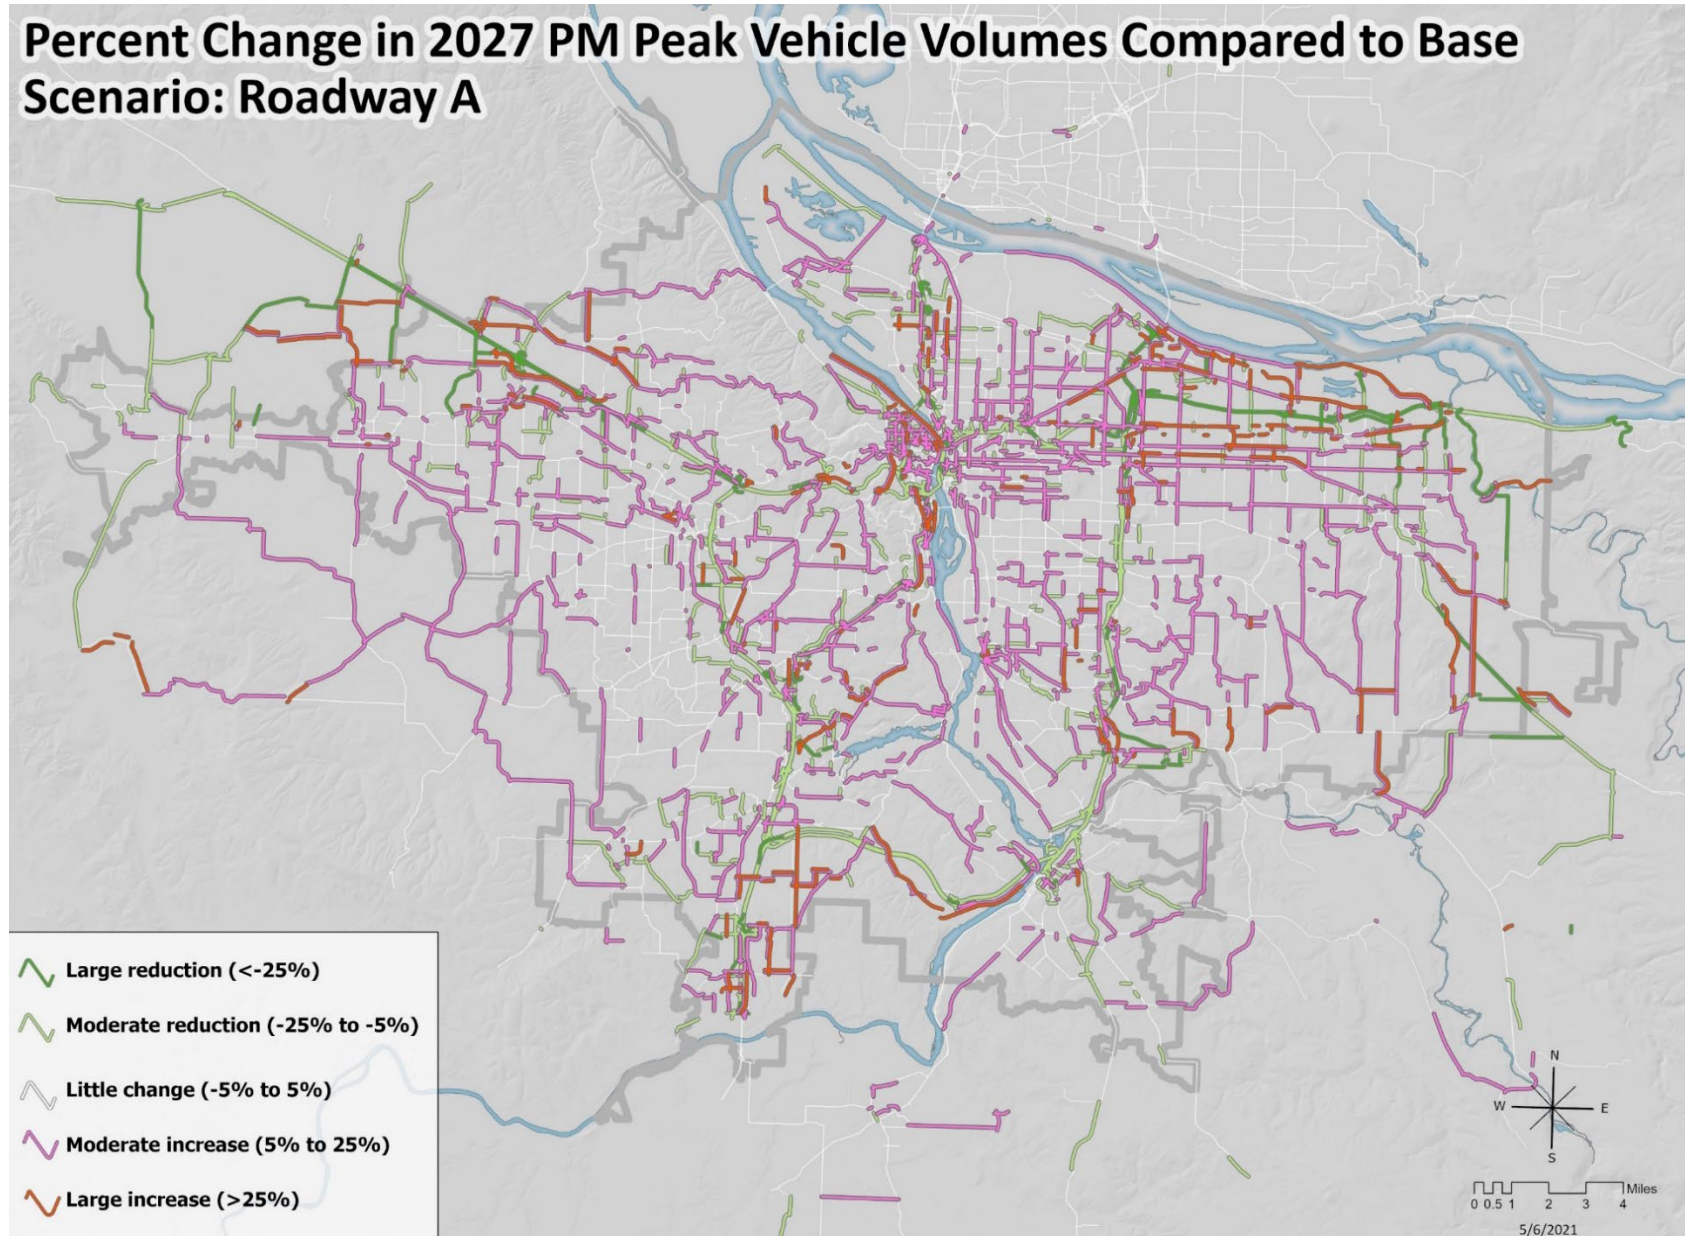 Percent Change in 2027 PM Peak Vehicle Volumes Compared to Base
Scenario: Roadway A
Large reduction (<-25%)
Moderate reduction (-25% to -5%)
Little change (-5% to 5%)
Moderate increase (5% to 25%)
Large increase (>25%)
N
W E
S
Miles
0 0.5 1 2 3 4
5/6/2021